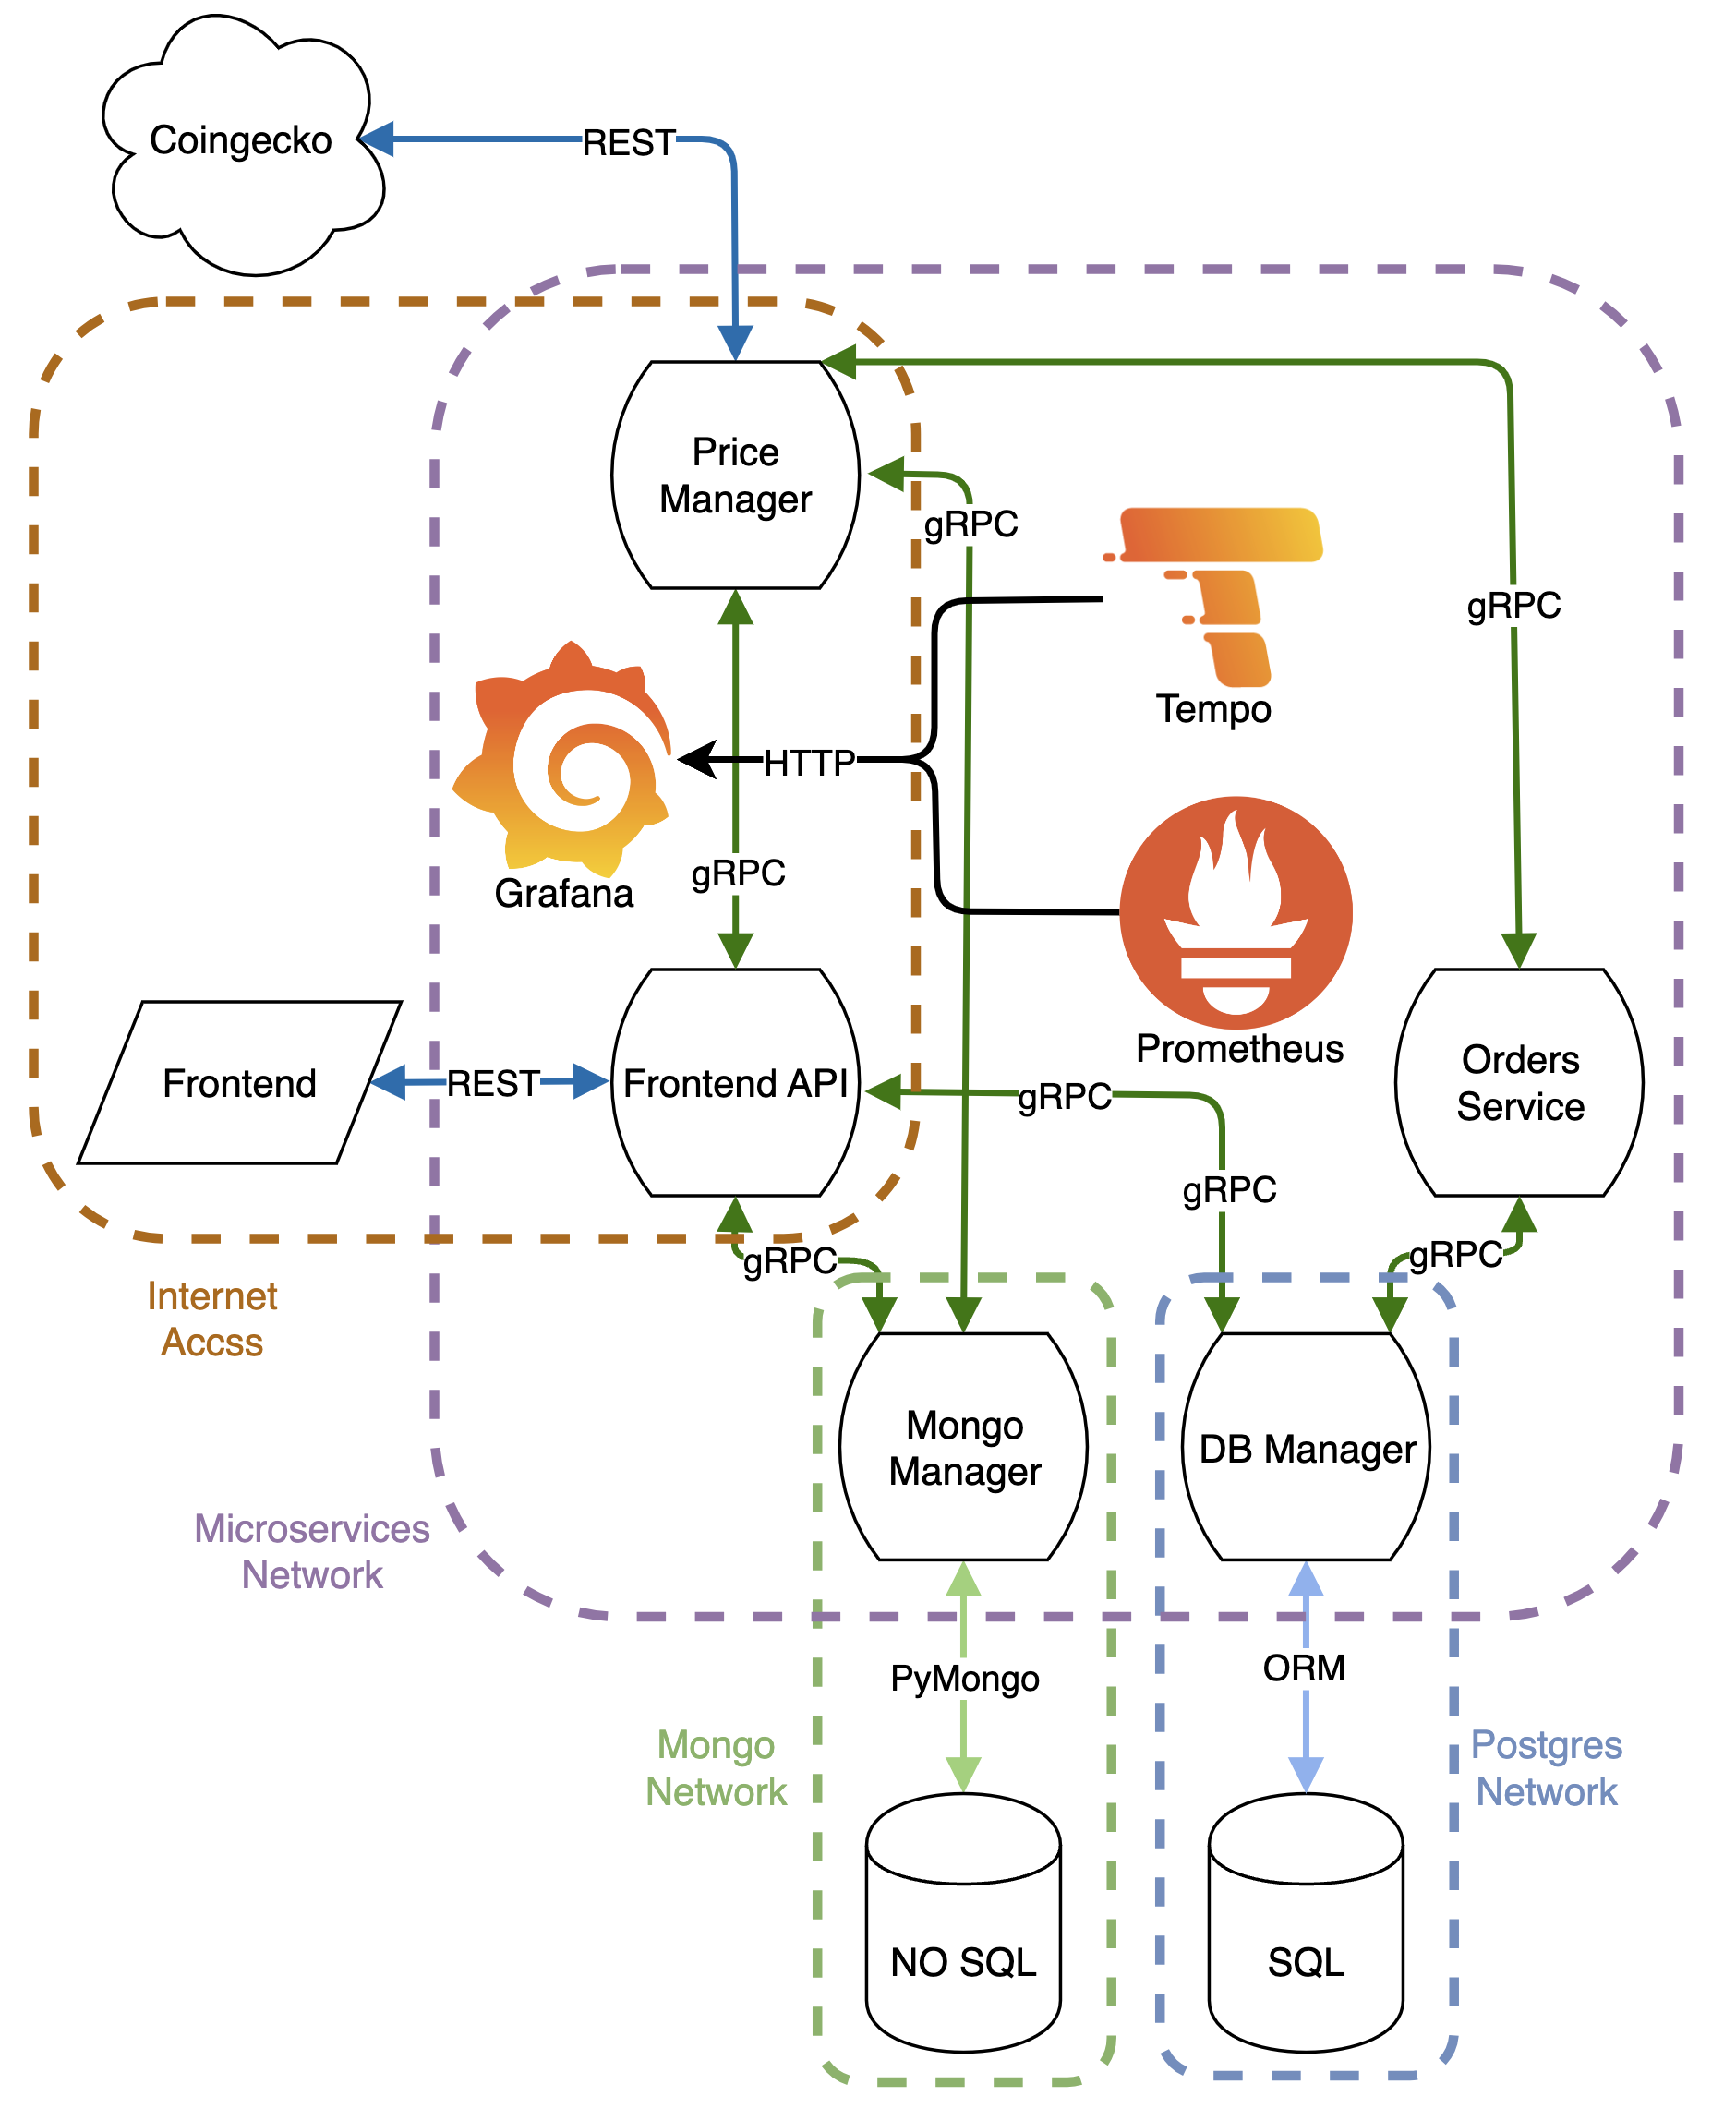 Coingecko
REST
Price
Manager
gRPC
gRPC
Tempo
HTTP
gRPC
Grafana
Prometheus
Frontend
REST
Frontend API
gRPC
Orders
Service
gRPC
gRPC
gRPC
Internet
Accss
Mongo
Manager
DB Manager
Microservices
Network
PyMongo
ORM
Mongo
Network
Postgres
Network
NO SQL
SQL